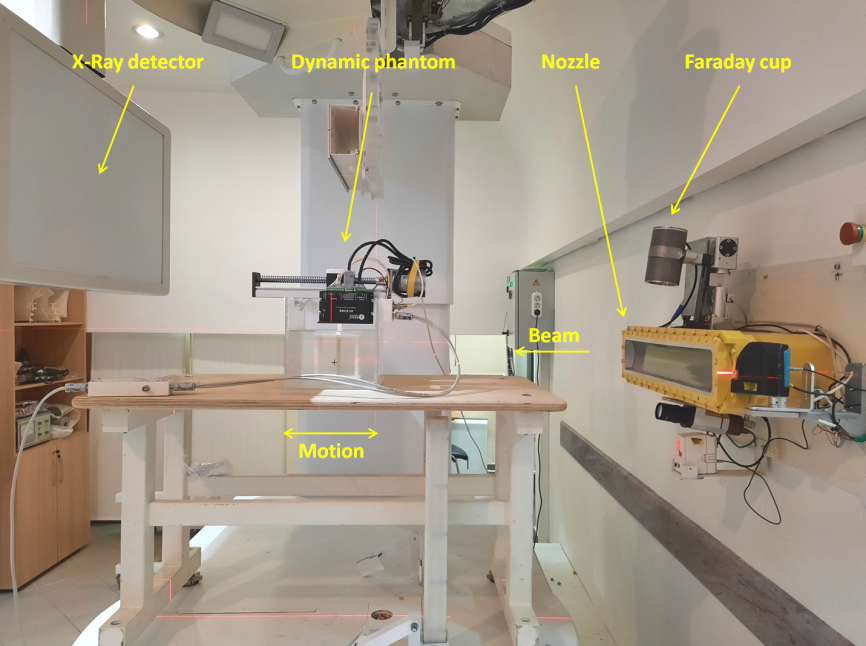 X-Ray detector
Dynamic phantom
Nozzle
Faraday cup
Beam
Motion